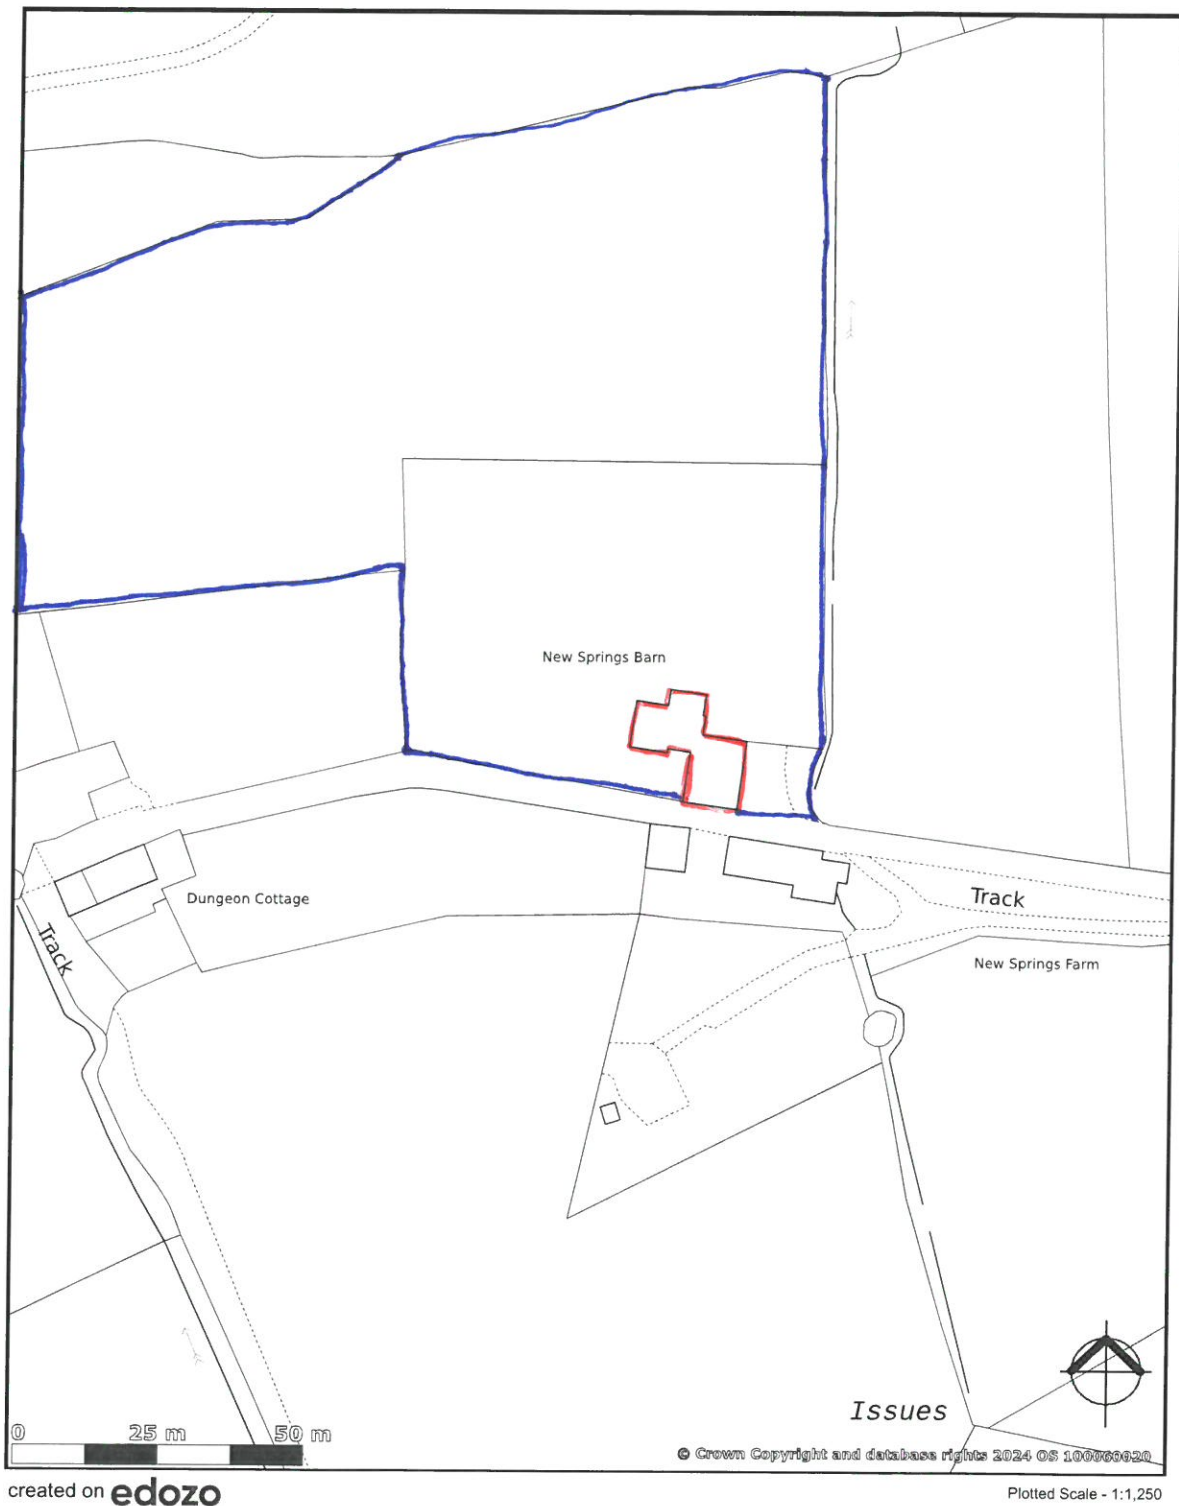 New Springs Barn
Dungeon Cottage
Track
Track
New Springs Farm
Issues
0 25 m 50 m
© Crown Copyright and database rights 2024 OS 100060020
created on edozo
Plotted Scale - 1:1,250